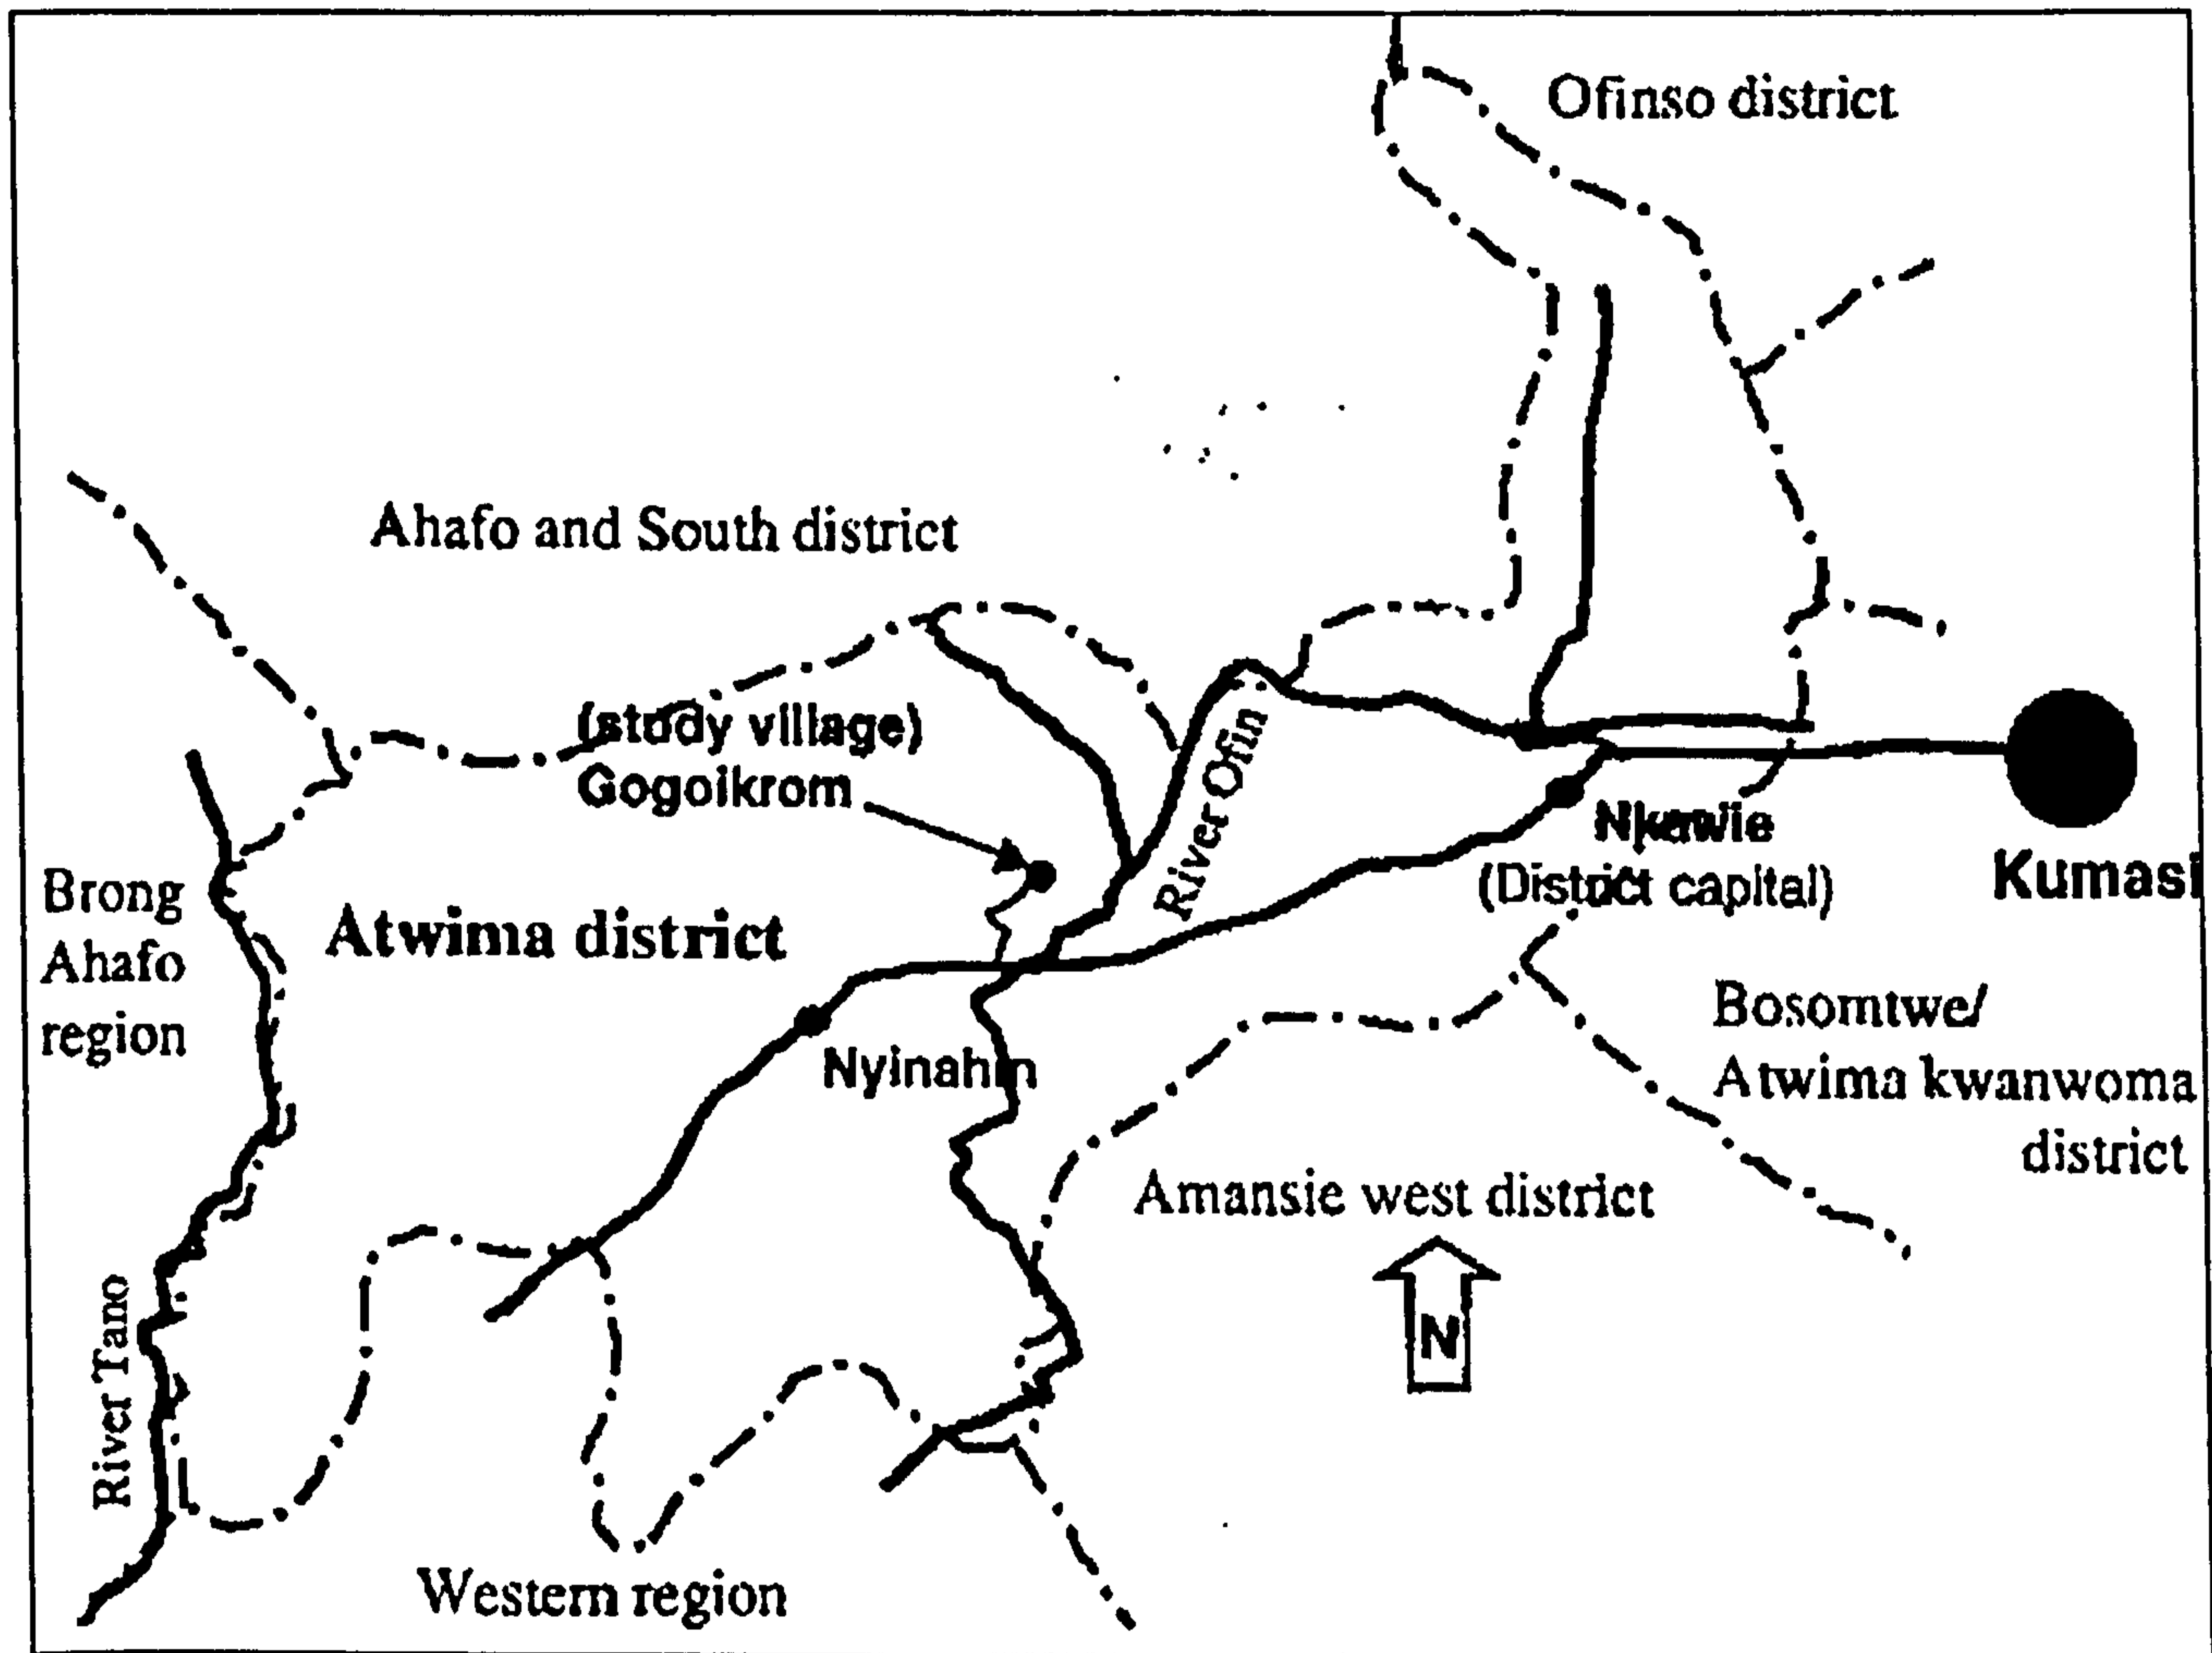 Ofinso district
Ahafo and South district
(study village)
Gogoikrom
River Ofin
Nkawie
(District capital)
Kumasi
Brong
Ahafo
region
Atwima district
Nyinahin
Bosomtwe/
Atwima kwanwoma
district
Amansie west district
N
River Tano
Western region